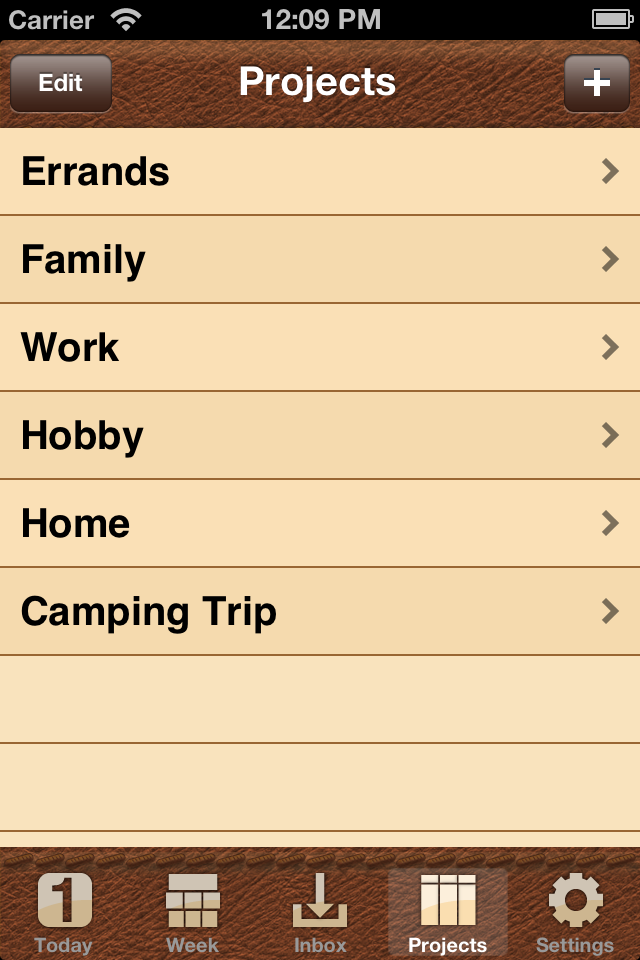 Carrier 12:09 PM
Edit Projects +
Errands
Family
Work
Hobby
Home
Camping Trip
1
Today Week Inbox Projects Settings